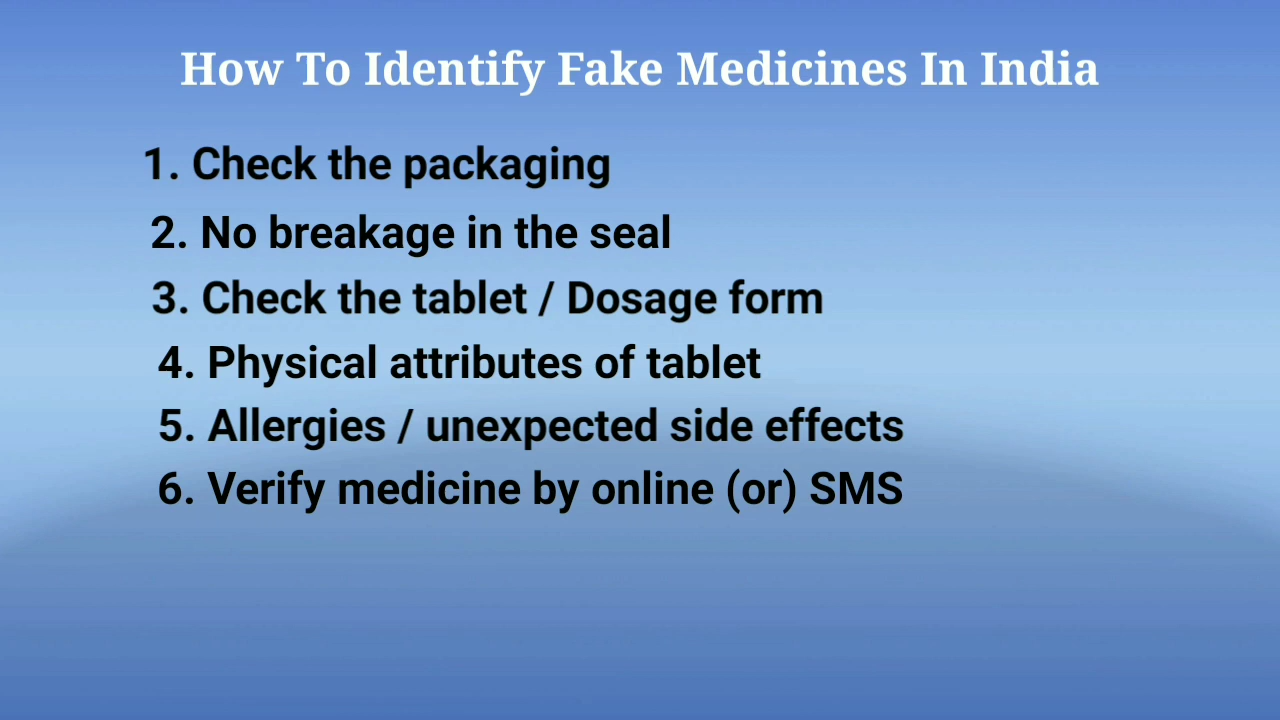 How To Identify Fake Medicines In India
1. Check the packaging
2. No breakage in the seal
3. Check the tablet / Dosage form
4. Physical attributes of tablet
5. Allergies / unexpected side effects
6. Verify medicine by online (or) SMS